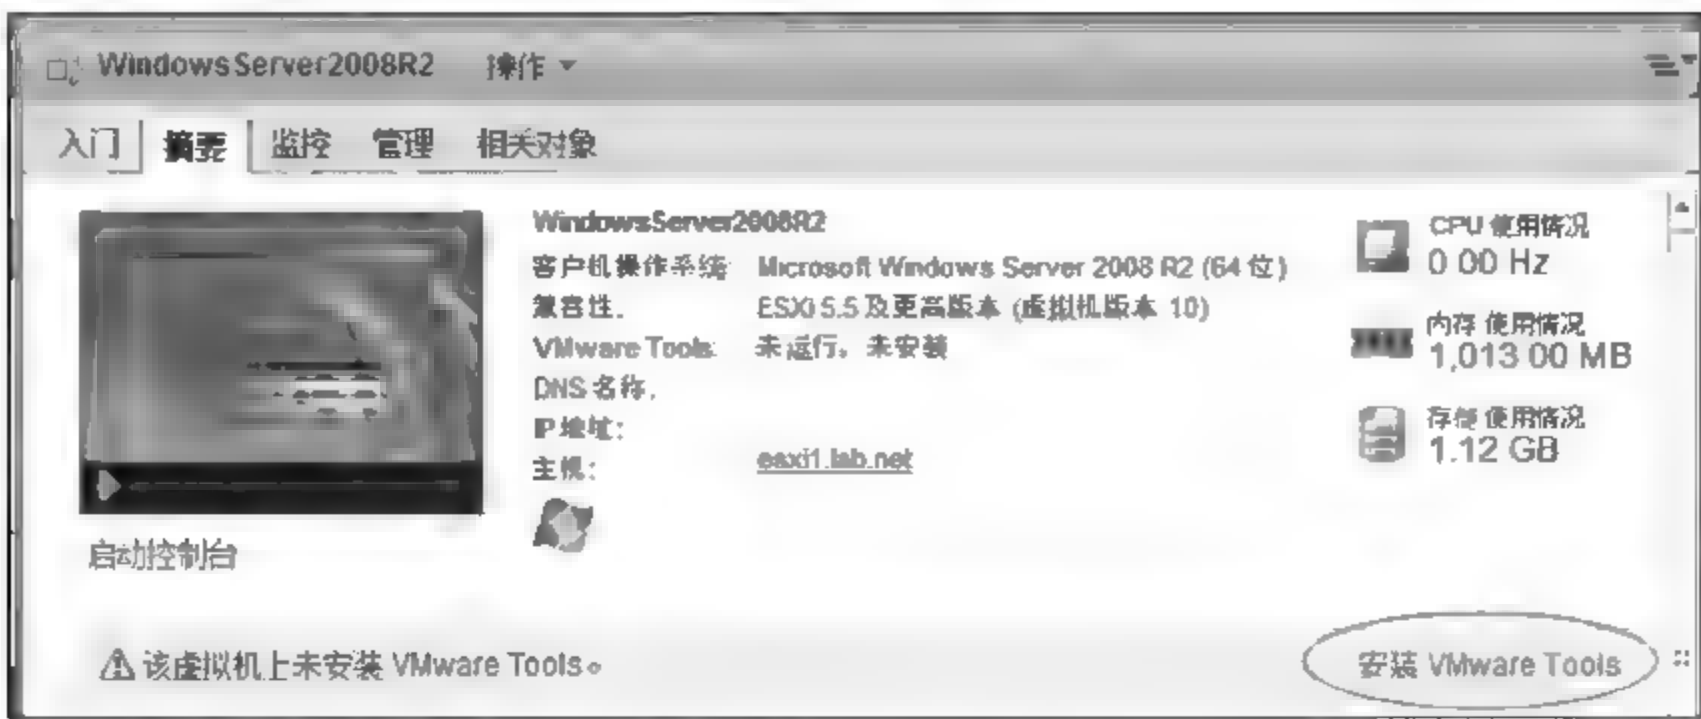 WindowsServer2008R2 操作
入门 摘要 监控 管理 相关对象
WindowsServer2008R2
客户机操作系统: Microsoft Windows Server 2008 R2 (64 位)
兼容性: ESXi 5.5 及更高版本 (虚拟机版本 10)
VMware Tools: 未运行，未安装
DNS 名称:
IP 地址:
主机: esxi1.lab.net
CPU 使用情况
0.00 Hz
内存 使用情况
1,013.00 MB
存储 使用情况
1.12 GB
启动控制台
该虚拟机上未安装 VMware Tools。
安装 VMware Tools